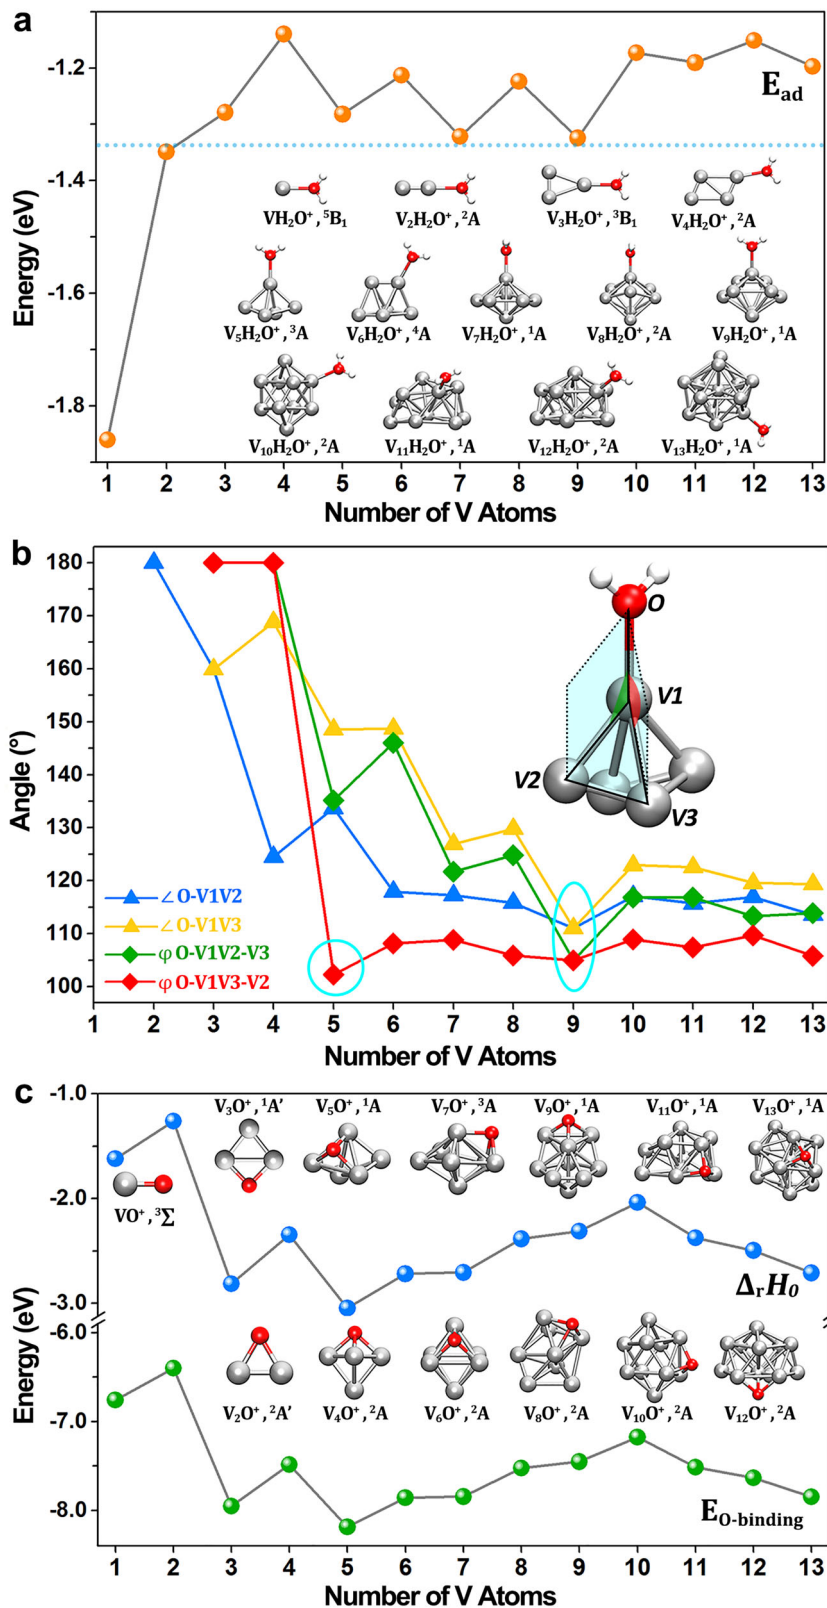 a
-1.2
-1.4
-1.6
-1.8
Energy (eV)
E_ad
VH₂O⁺, ⁵B₁
V₂H₂O⁺, ²A
V₃H₂O⁺, ³B₁
V₄H₂O⁺, ²A
V₅H₂O⁺, ³A
V₆H₂O⁺, ⁴A
V₇H₂O⁺, ¹A
V₈H₂O⁺, ²A
V₉H₂O⁺, ¹A
V₁₀H₂O⁺, ²A
V₁₁H₂O⁺, ¹A
V₁₂H₂O⁺, ²A
V₁₃H₂O⁺, ¹A
1 2 3 4 5 6 7 8 9 10 11 12 13
Number of V Atoms
b
180
170
160
150
140
130
120
110
100
Angle (°)
O
V1
V2
V3
∠O-V1V2
∠O-V1V3
φ O-V1V2-V3
φ O-V1V3-V2
1 2 3 4 5 6 7 8 9 10 11 12 13
Number of V Atoms
c
-1.0
-2.0
-3.0
-6.0
-7.0
-8.0
Energy (eV)
Energy (eV)
V₃O⁺, ¹A’
V₅O⁺, ¹A
V₇O⁺, ³A
V₉O⁺, ¹A
V₁₁O⁺, ¹A
V₁₃O⁺, ¹A
VO⁺, ³Σ
ΔᵣH₀
V₂O⁺, ²A’
V₄O⁺, ²A
V₆O⁺, ²A
V₈O⁺, ²A
V₁₀O⁺, ²A
V₁₂O⁺, ²A
E_O-binding
1 2 3 4 5 6 7 8 9 10 11 12 13
Number of V Atoms